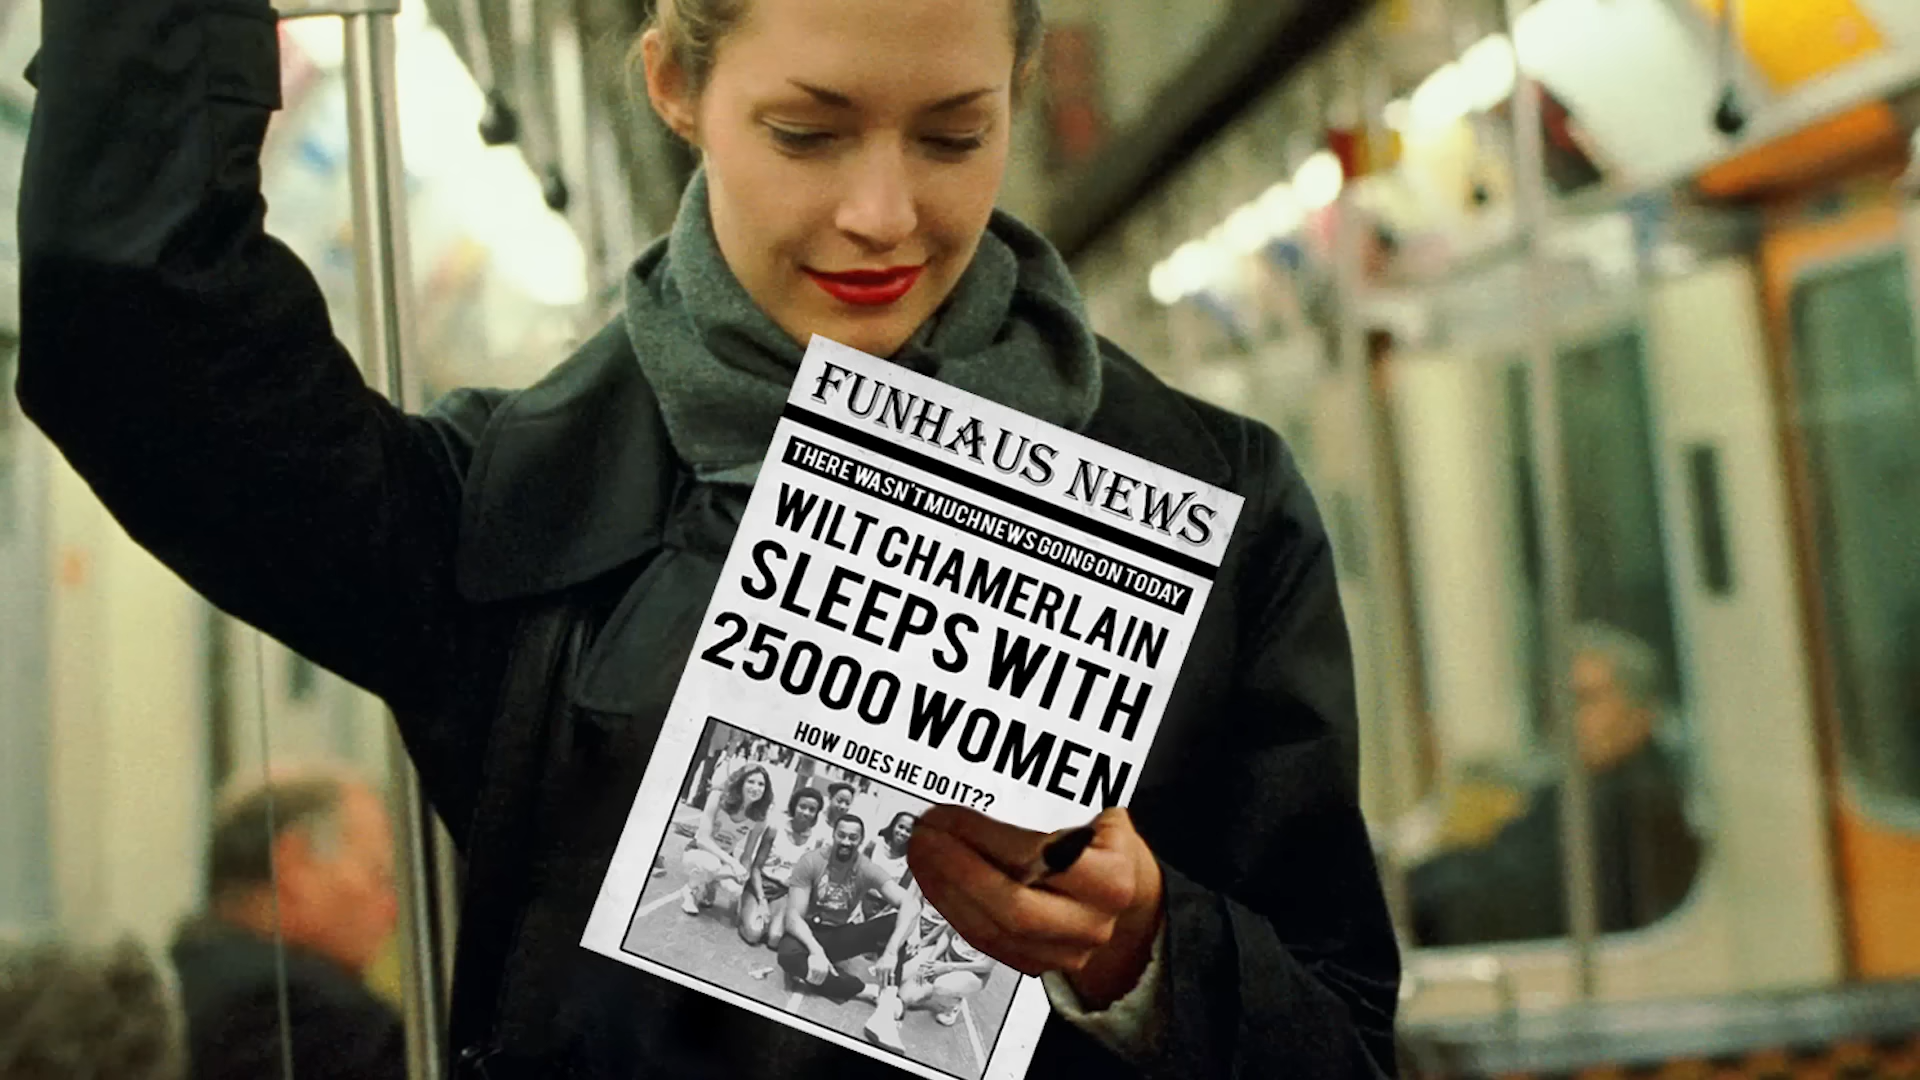 FUNHAUS NEWS
THERE WASN'T MUCH NEWS GOING ON TODAY
WILT CHAMERLAIN
SLEEPS WITH
25000 WOMEN
HOW DOES HE DO IT??